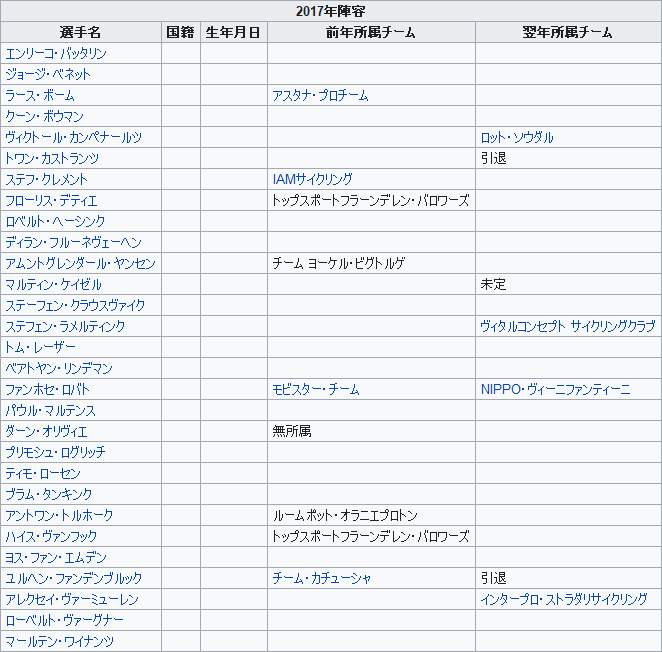 2017年陣容
選手名 国籍 生年月日 前年所属チーム 翌年所属チーム
エンリーコ・バッタリン
ジョージ・ベネット
ラース・ボーム アスタナ・プロチーム
クーン・ボウマン
ヴィクトール・カンペナールツ ロット・ソウダル
トワン・カストランツ 引退
ステフ・クレメント IAMサイクリング
フローリス・デティエ トップスポートフラーンデレン・バロワーズ
ロベルト・ヘーシンク
ディラン・フルーネヴェーヘン
アムントグレンダール・ヤンセン チーム ヨーケル・ビグトルゲ
マルティン・ケイゼル 未定
ステーフェン・クラウスヴァイク
ステフェン・ラメルティンク ヴィタルコンセプト サイクリングクラブ
トム・レーザー
ベアトヤン・リンデマン
ファンホセ・ロバト モビスター・チーム NIPPO・ヴィーニファンティーニ
パウル・マルテンス
ダーン・オリヴィエ 無所属
プリモシュ・ログリッチ
ティモ・ローセン
ブラム・タンキンク
アントワン・トルホーク ルームポット・オラニエプロトン
ハイス・ヴァンフック トップスポートフラーンデレン・バロワーズ
ヨス・ファン・エムデン
ユルヘン・ファンデンブルック チーム・カチューシャ 引退
アレクセイ・ヴァーミューレン インタープロ・ストラダリサイクリング
ローベルト・ヴァーグナー
マールテン・ワイナンツ